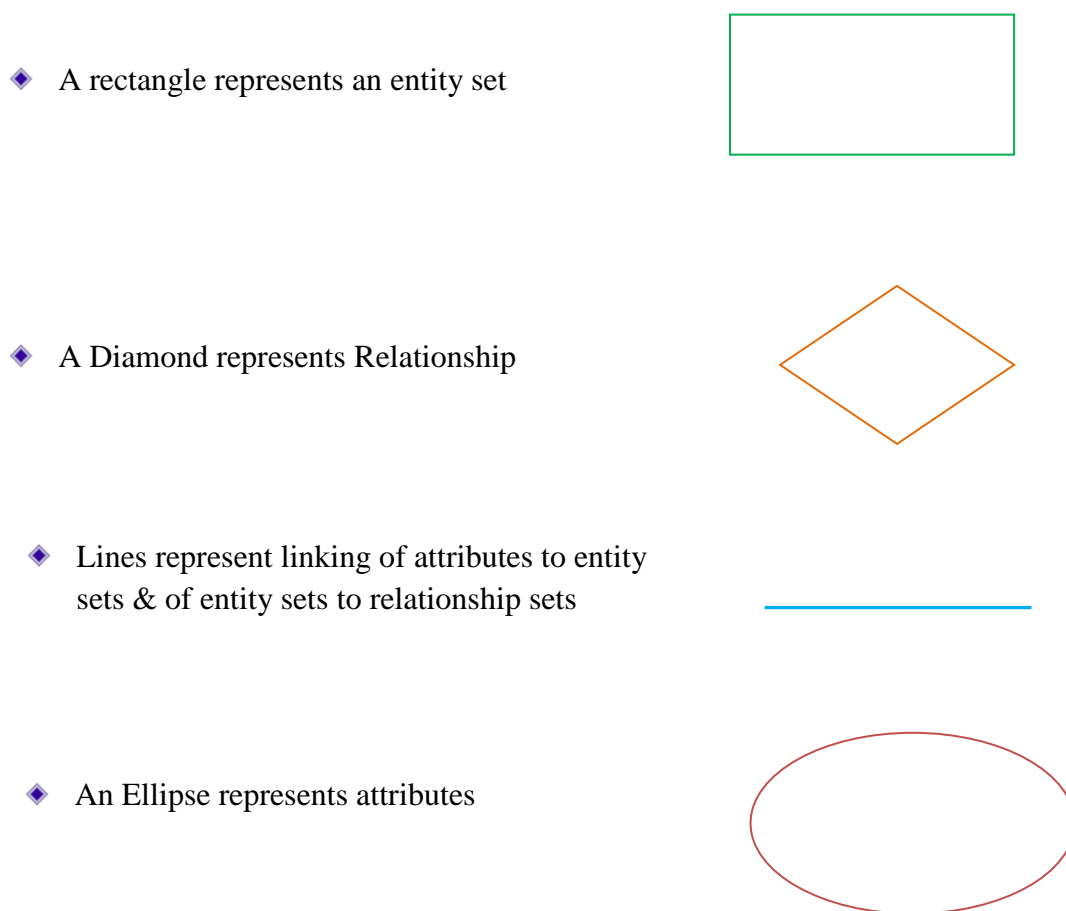 A rectangle represents an entity set
A Diamond represents Relationship
Lines represent linking of attributes to entity
sets & of entity sets to relationship sets
An Ellipse represents attributes